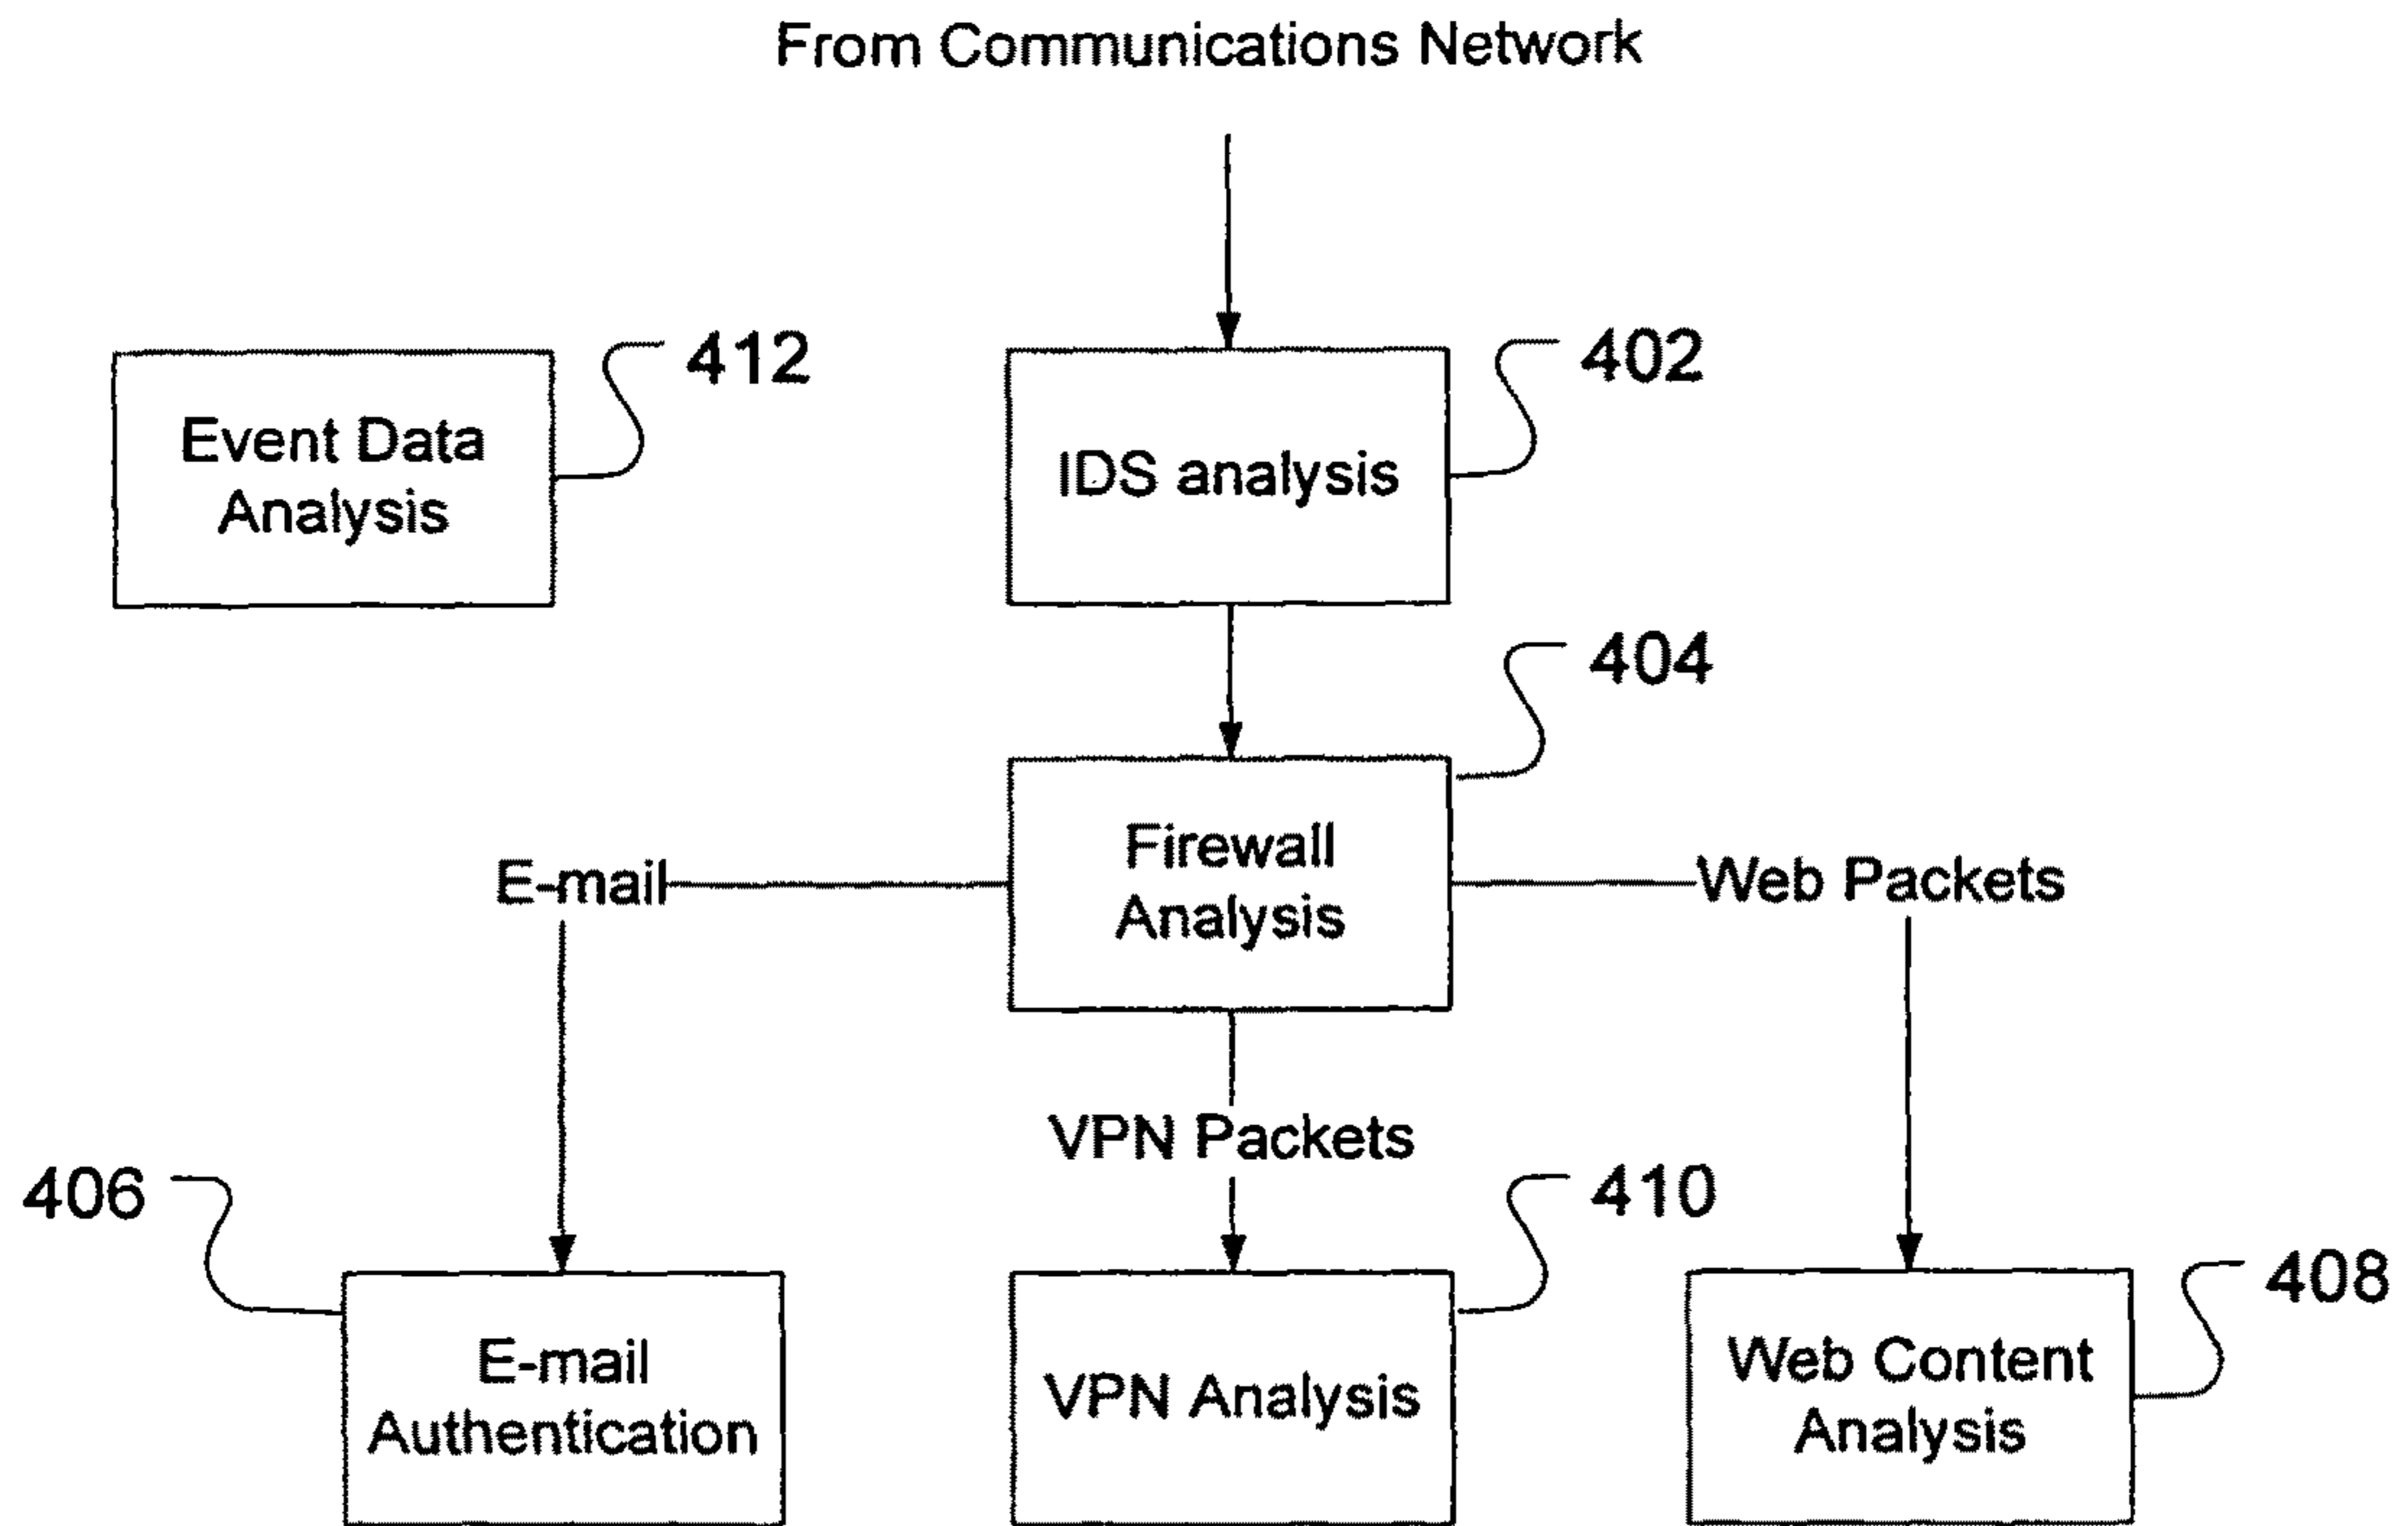 From Communications Network
412
402
Event Data
Analysis
IDS analysis
404
Firewall
Analysis
E-mail
Web Packets
VPN Packets
406
410
408
E-mail
Authentication
VPN Analysis
Web Content
Analysis